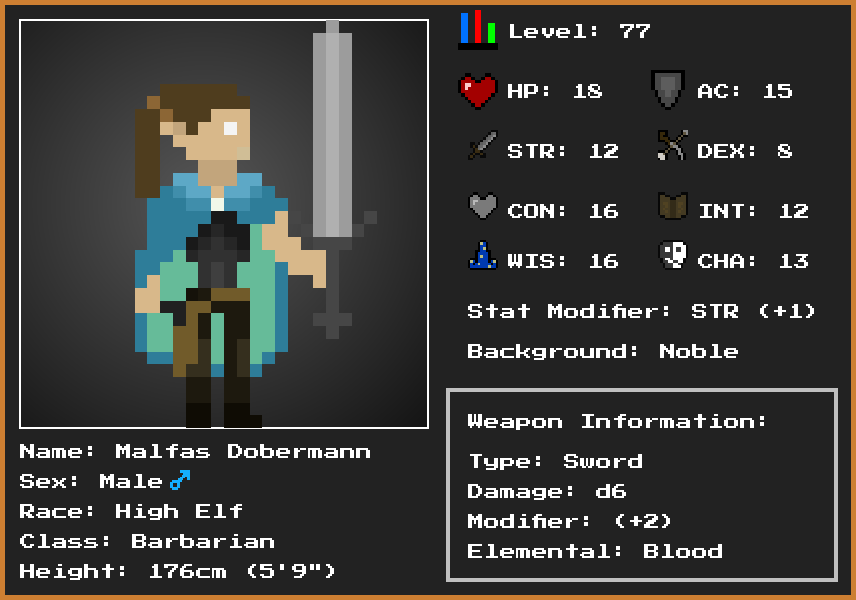 Level: 77
HP: 18 AC: 15
STR: 12 DEX: 8
CON: 16 INT: 12
WIS: 16 CHA: 13
Stat Modifier: STR (+1)
Background: Noble
Weapon Information:
Type: Sword
Damage: d6
Modifier: (+2)
Elemental: Blood
Name: Malfas Dobermann
Sex: Male ♂
Race: High Elf
Class: Barbarian
Height: 176cm (5'9")